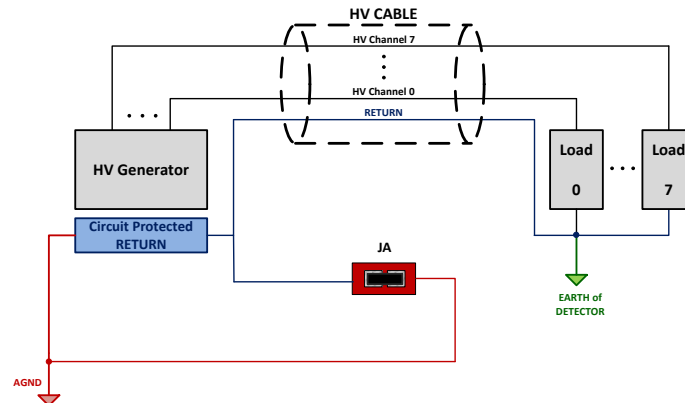 HV CABLE
HV Channel 7
HV Channel 0
RETURN
HV Generator
Load
0
Load
7
Circuit Protected
RETURN
JA
EARTH of
DETECTOR
AGND